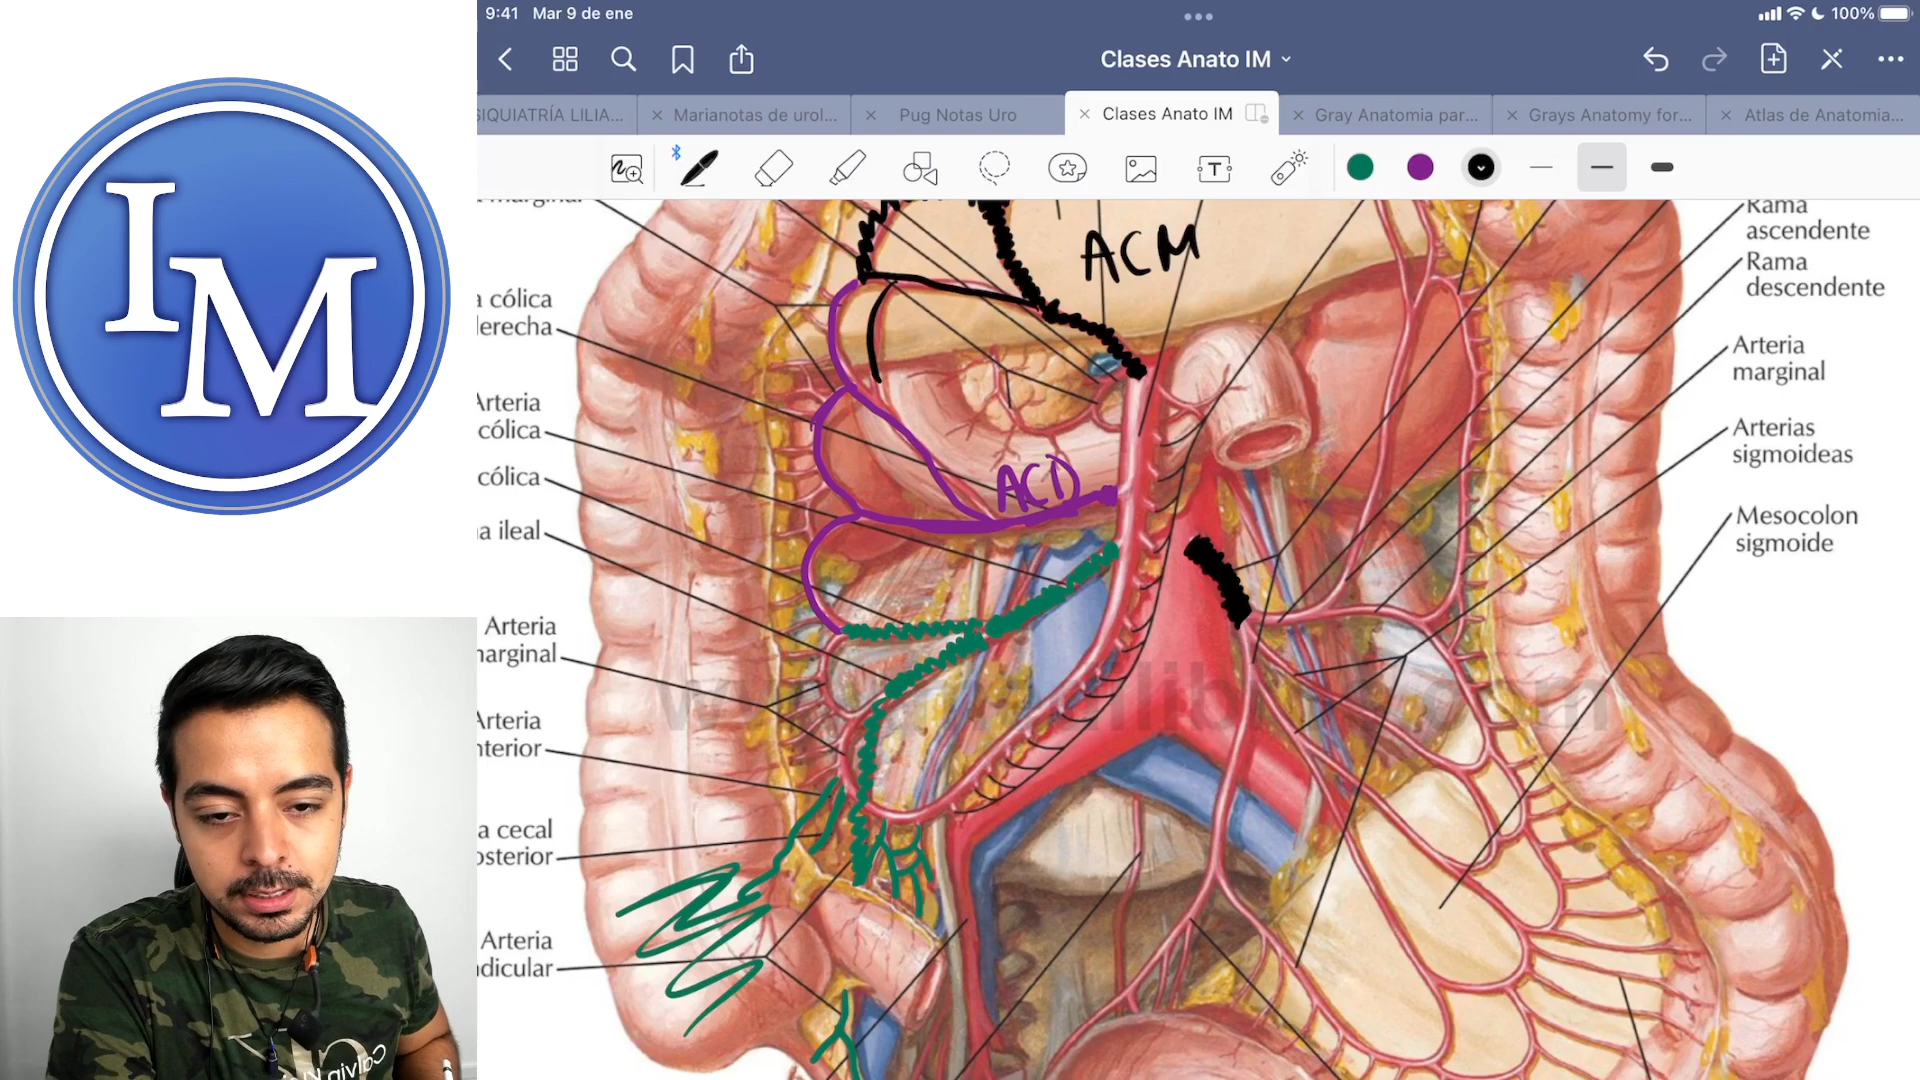 9:41 Mar 9 de ene
100%
Clases Anato IM
SIQUIATRÍA LILIA...
Marianotas de urol...
Pug Notas Uro
Clases Anato IM
Gray Anatomia par...
Grays Anatomy for...
Atlas de Anatomia...
IM
marginal
a cólica
derecha
Arteria
cólica
cólica
a ileal
Arteria
marginal
Arteria
nterior
a cecal
osterior
Arteria
ndicular
ACM
ACD
Rama
ascendente
Rama
descendente
Arteria
marginal
Arterias
sigmoideas
Mesocolon
sigmoide